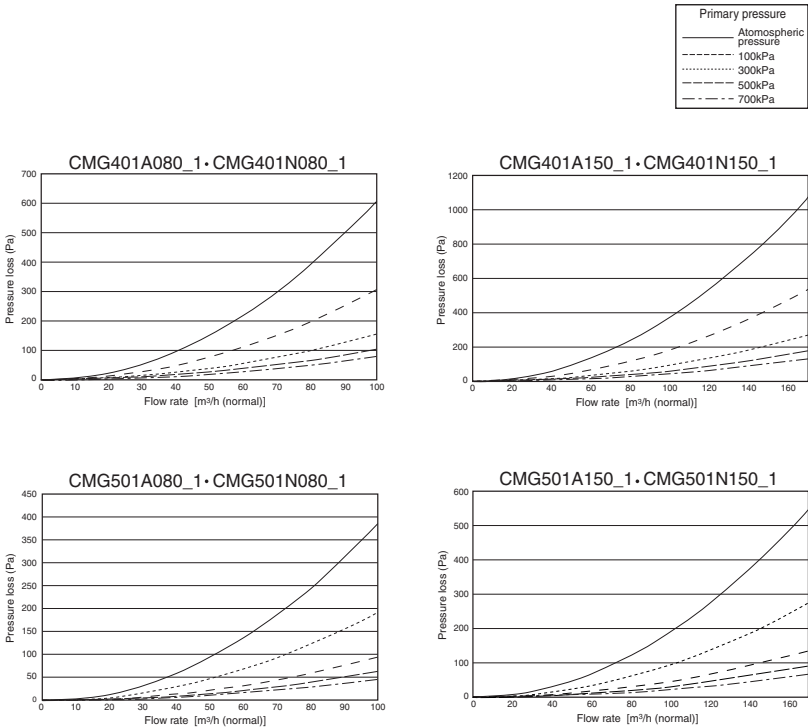 Primary pressure
Atomospheric
pressure
100kPa
300kPa
500kPa
700kPa
CMG401A080_1・CMG401N080_1
Pressure loss (Pa)
700
600
500
400
300
200
100
0
0 10 20 30 40 50 60 70 80 90 100
Flow rate [m³/h (normal)]
CMG401A150_1・CMG401N150_1
Pressure loss (Pa)
1200
1000
800
600
400
200
0
0 20 40 60 80 100 120 140 160
Flow rate [m³/h (normal)]
CMG501A080_1・CMG501N080_1
Pressure loss (Pa)
450
400
350
300
250
200
150
100
50
0
0 10 20 30 40 50 60 70 80 90 100
Flow rate [m³/h (normal)]
CMG501A150_1・CMG501N150_1
Pressure loss (Pa)
600
500
400
300
200
100
0
0 20 40 60 80 100 120 140 160
Flow rate [m³/h (normal)]